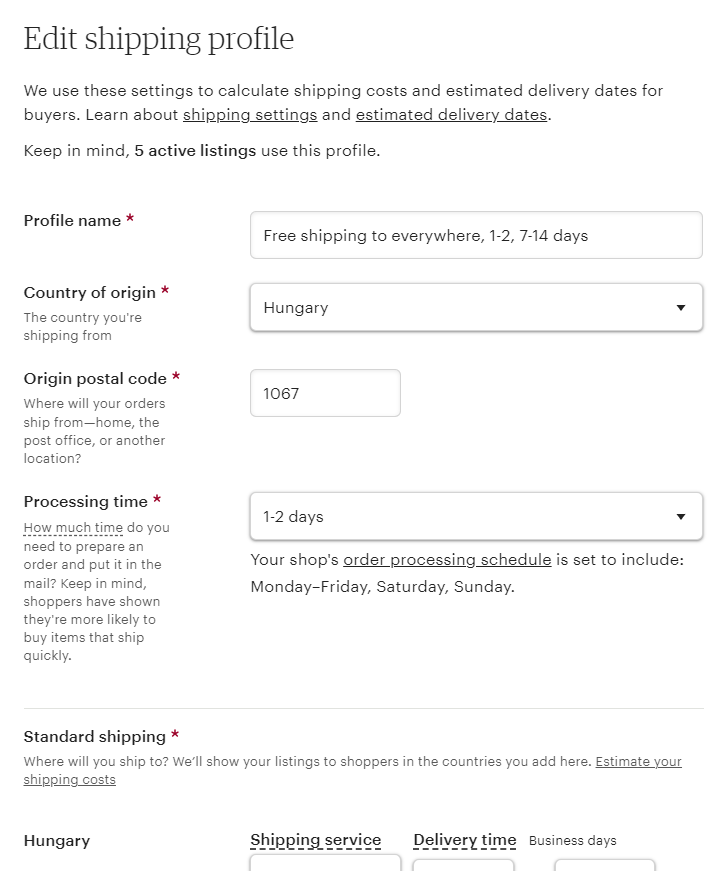 Edit shipping profile
We use these settings to calculate shipping costs and estimated delivery dates for
buyers. Learn about shipping settings and estimated delivery dates.
Keep in mind, 5 active listings use this profile.
Profile name *
Free shipping to everywhere, 1-2, 7-14 days
Country of origin *
The country you're
shipping from
Hungary
Origin postal code *
Where will your orders
ship from—home, the
post office, or another
location?
1067
Processing time *
How much time do you
need to prepare an
order and put it in the
mail? Keep in mind,
shoppers have shown
they're more likely to
buy items that ship
quickly.
1-2 days
Your shop's order processing schedule is set to include:
Monday–Friday, Saturday, Sunday.
Standard shipping *
Where will you ship to? We’ll show your listings to shoppers in the countries you add here. Estimate your
shipping costs
Hungary
Shipping service
Delivery time Business days